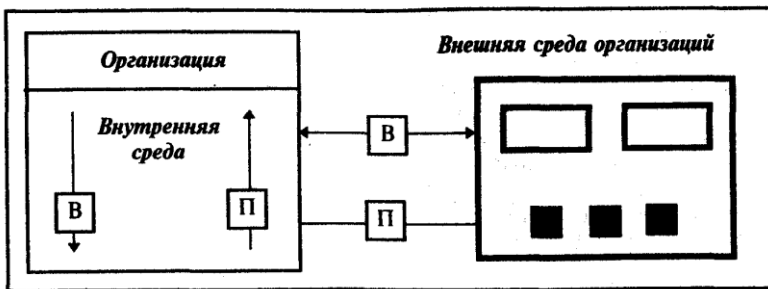 Организация
Внешняя среда организаций
Внутренняя
среда
В
В
П
П